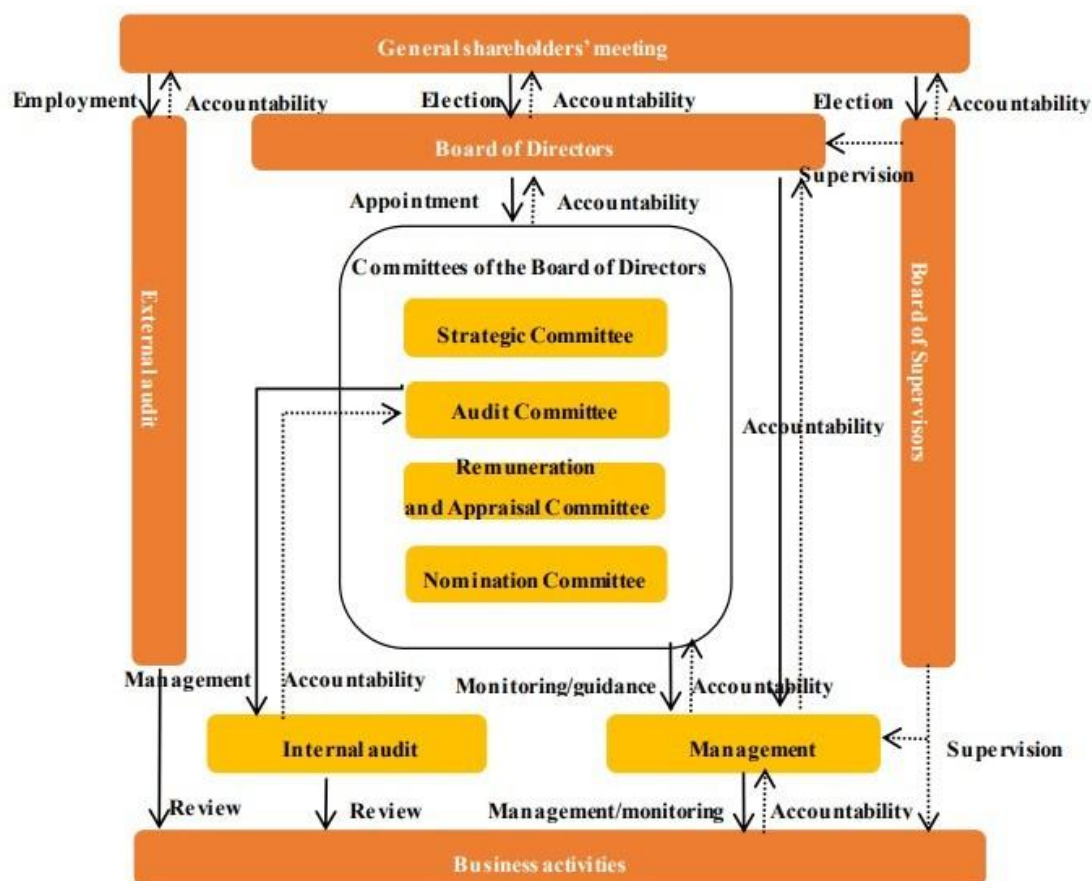 General shareholders' meeting
Employment
Accountability
Election
Accountability
Election
Accountability
Board of Directors
Supervision
Appointment
Accountability
External audit
Board of Supervisors
Committees of the Board of Directors
Strategic Committee
Audit Committee
Accountability
Remuneration
and Appraisal Committee
Nomination Committee
Management
Accountability
Monitoring/guidance
Accountability
Internal audit
Management
Supervision
Review
Review
Management/monitoring
Accountability
Business activities